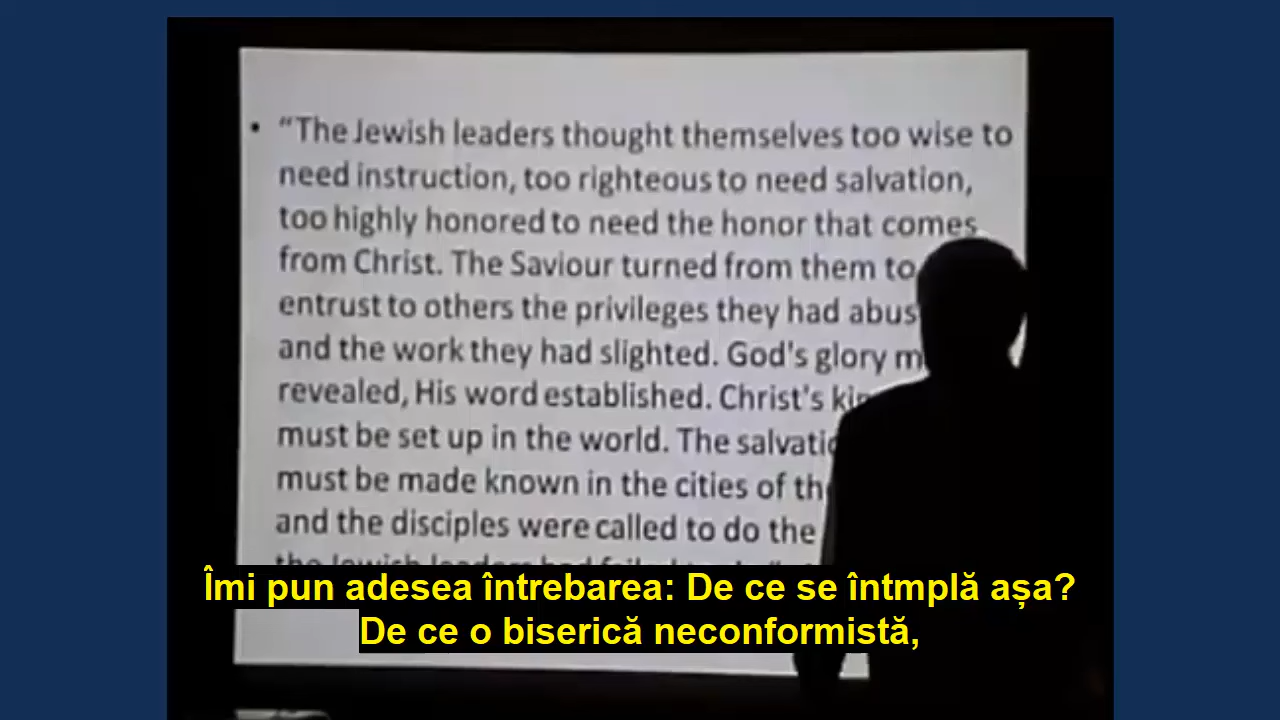 • “The Jewish leaders thought themselves too wise to
need instruction, too righteous to need salvation,
too highly honored to need the honor that comes
from Christ. The Saviour turned from them to
entrust to others the privileges they had abus
and the work they had slighted. God's glory m
revealed, His word established. Christ's
must be set up in the world. The
must be made known in the cities of
and the disciples were called to do the
Îmi pun adesea întrebarea: De ce se întmplă așa?
De ce o biserică neconformistă,